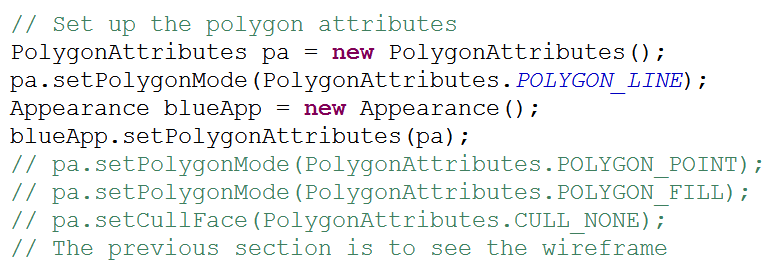 // Set up the polygon attributes
PolygonAttributes pa = new PolygonAttributes();
pa.setPolygonMode(PolygonAttributes.POLYGON_LINE);
Appearance blueApp = new Appearance();
blueApp.setPolygonAttributes(pa);
// pa.setPolygonMode(PolygonAttributes.POLYGON_POINT);
// pa.setPolygonMode(PolygonAttributes.POLYGON_FILL);
// pa.setCullFace(PolygonAttributes.CULL_NONE);
// The previous section is to see the wireframe